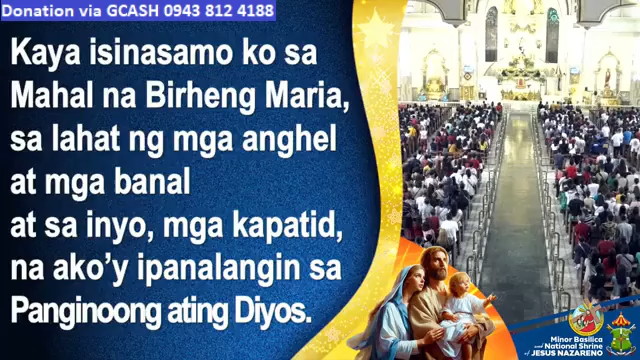 Donation via GCASH 0943 812 4188
Kaya isinasamo ko sa
Mahal na Birheng Maria,
sa lahat ng mga anghel
at mga banal
at sa inyo, mga kapatid,
na ako’y ipanalangin sa
Panginoong ating Diyos.
Minor Basilica
and National Shrine
of JESUS NAZARENO